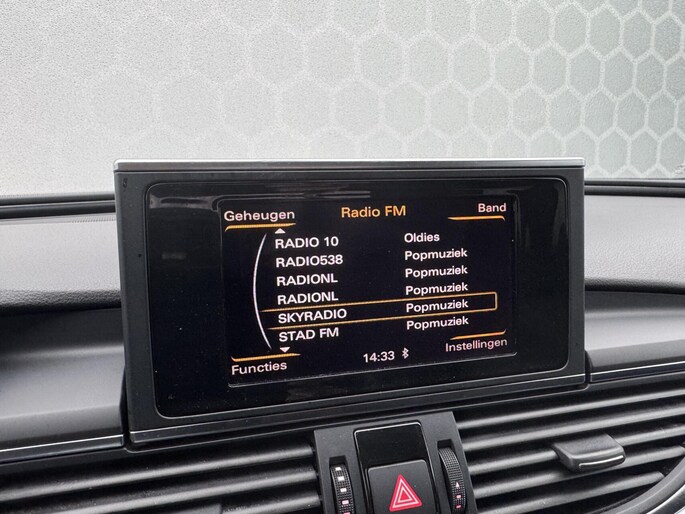 Geheugen Radio FM Band
RADIO 10 Oldies
RADIO538 Popmuziek
RADIONL Popmuziek
RADIONL Popmuziek
SKYRADIO Popmuziek
STAD FM Popmuziek
Functies 14:33 Instellingen